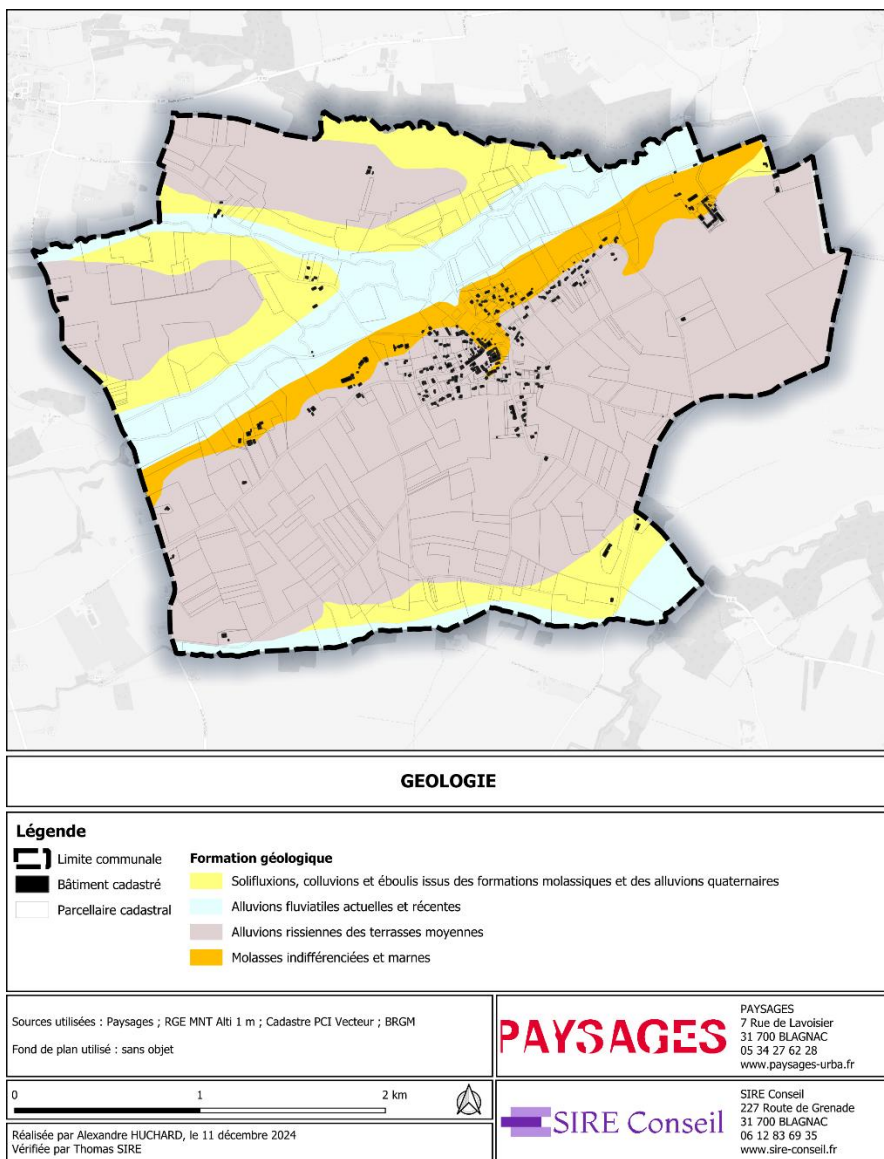 GEOLOGIE
Légende
Limite communale
Bâtiment cadastré
Parcellaire cadastral
Formation géologique
Solifluxions, colluvions et éboulis issus des formations molassiques et des alluvions quaternaires
Alluvions fluviatiles actuelles et récentes
Alluvions rissiennes des terrasses moyennes
Molasses indifférenciées et marnes
Sources utilisées : Paysages ; RGE MNT Alti 1 m ; Cadastre PCI Vecteur ; BRGM
Fond de plan utilisé : sans objet
PAYSAGES
PAYSAGES
7 Rue de Lavoisier
31 700 BLAGNAC
05 34 27 62 28
www.paysages-urba.fr
0 1 2 km
Réalisée par Alexandre HUCHARD, le 11 décembre 2024
Vérifiée par Thomas SIRE
SIRE Conseil
SIRE Conseil
227 Route de Grenade
31 700 BLAGNAC
06 12 83 69 35
www.sire-conseil.fr